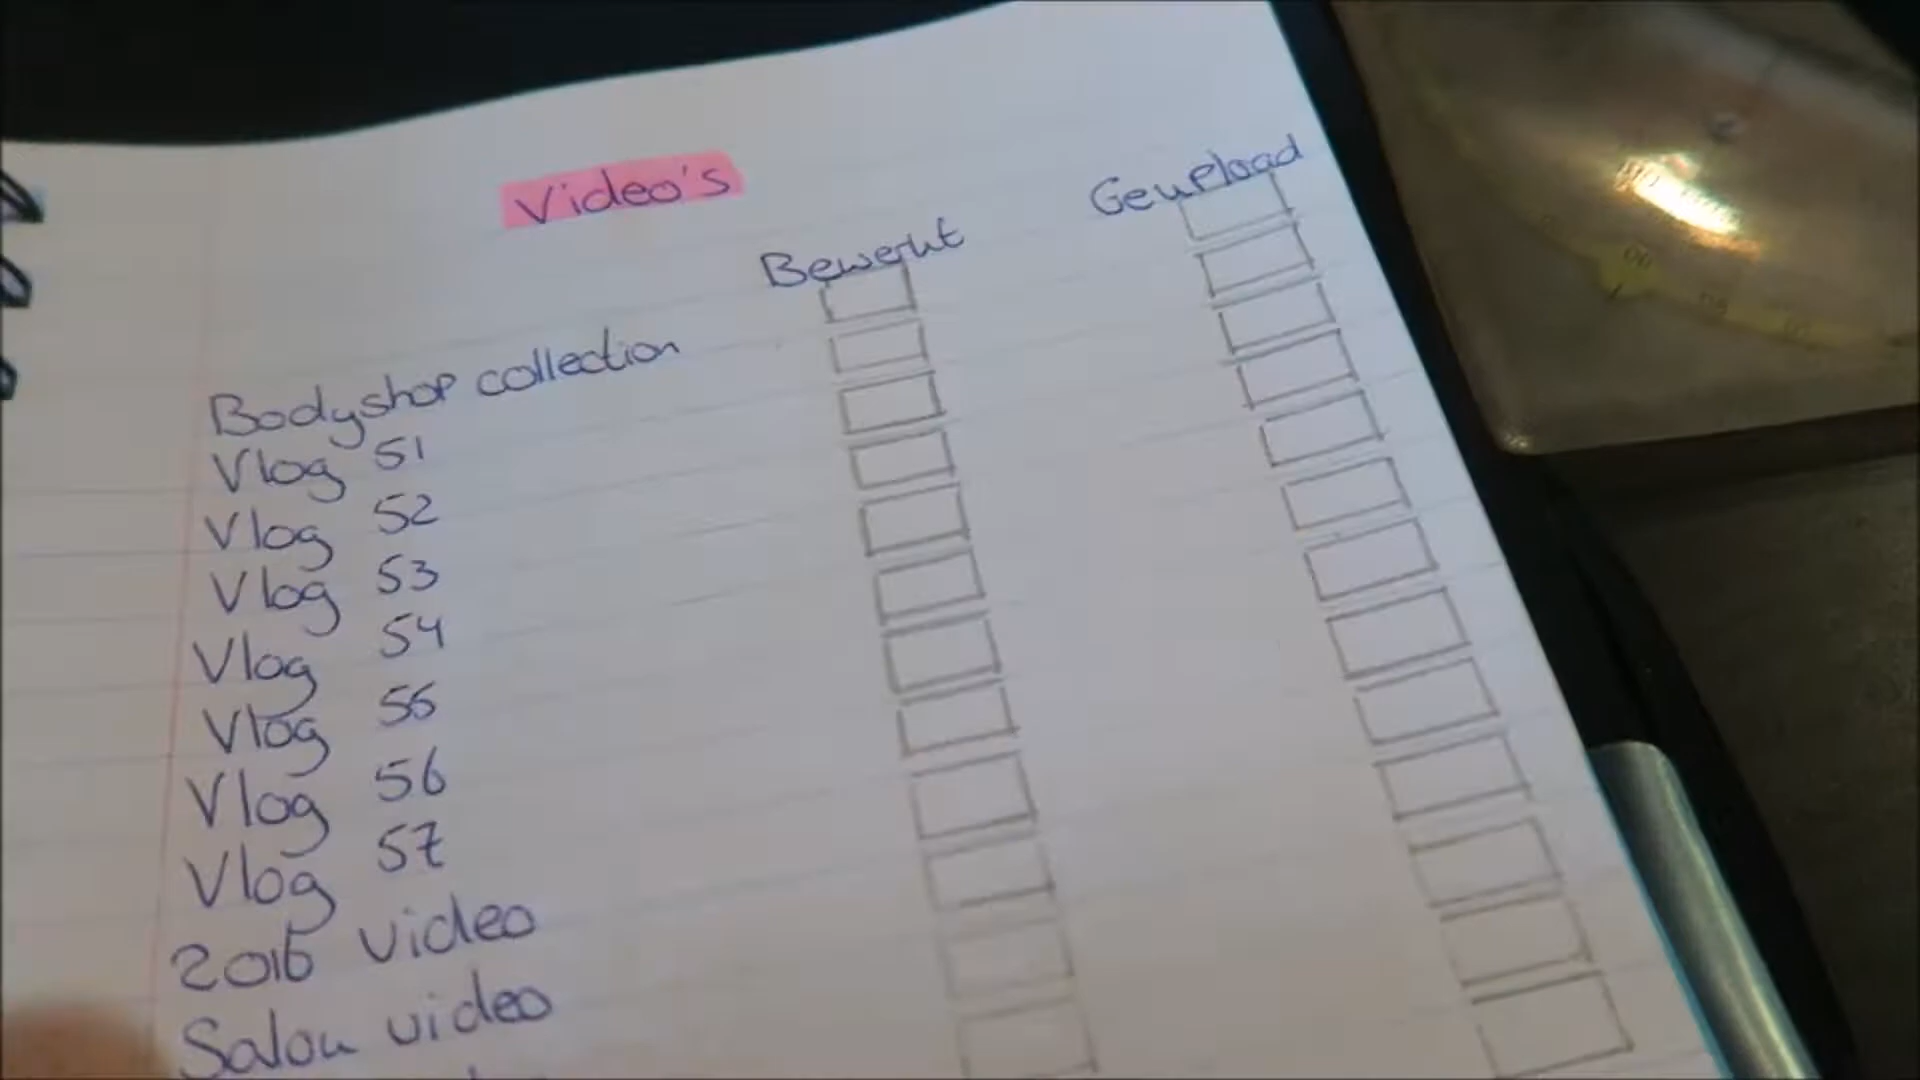 Video's
Bewerkt
Geupload
Bodyshop collection
Vlog 51
Vlog 52
Vlog 53
Vlog 54
Vlog 55
Vlog 56
Vlog 57
2016 video
Salon video